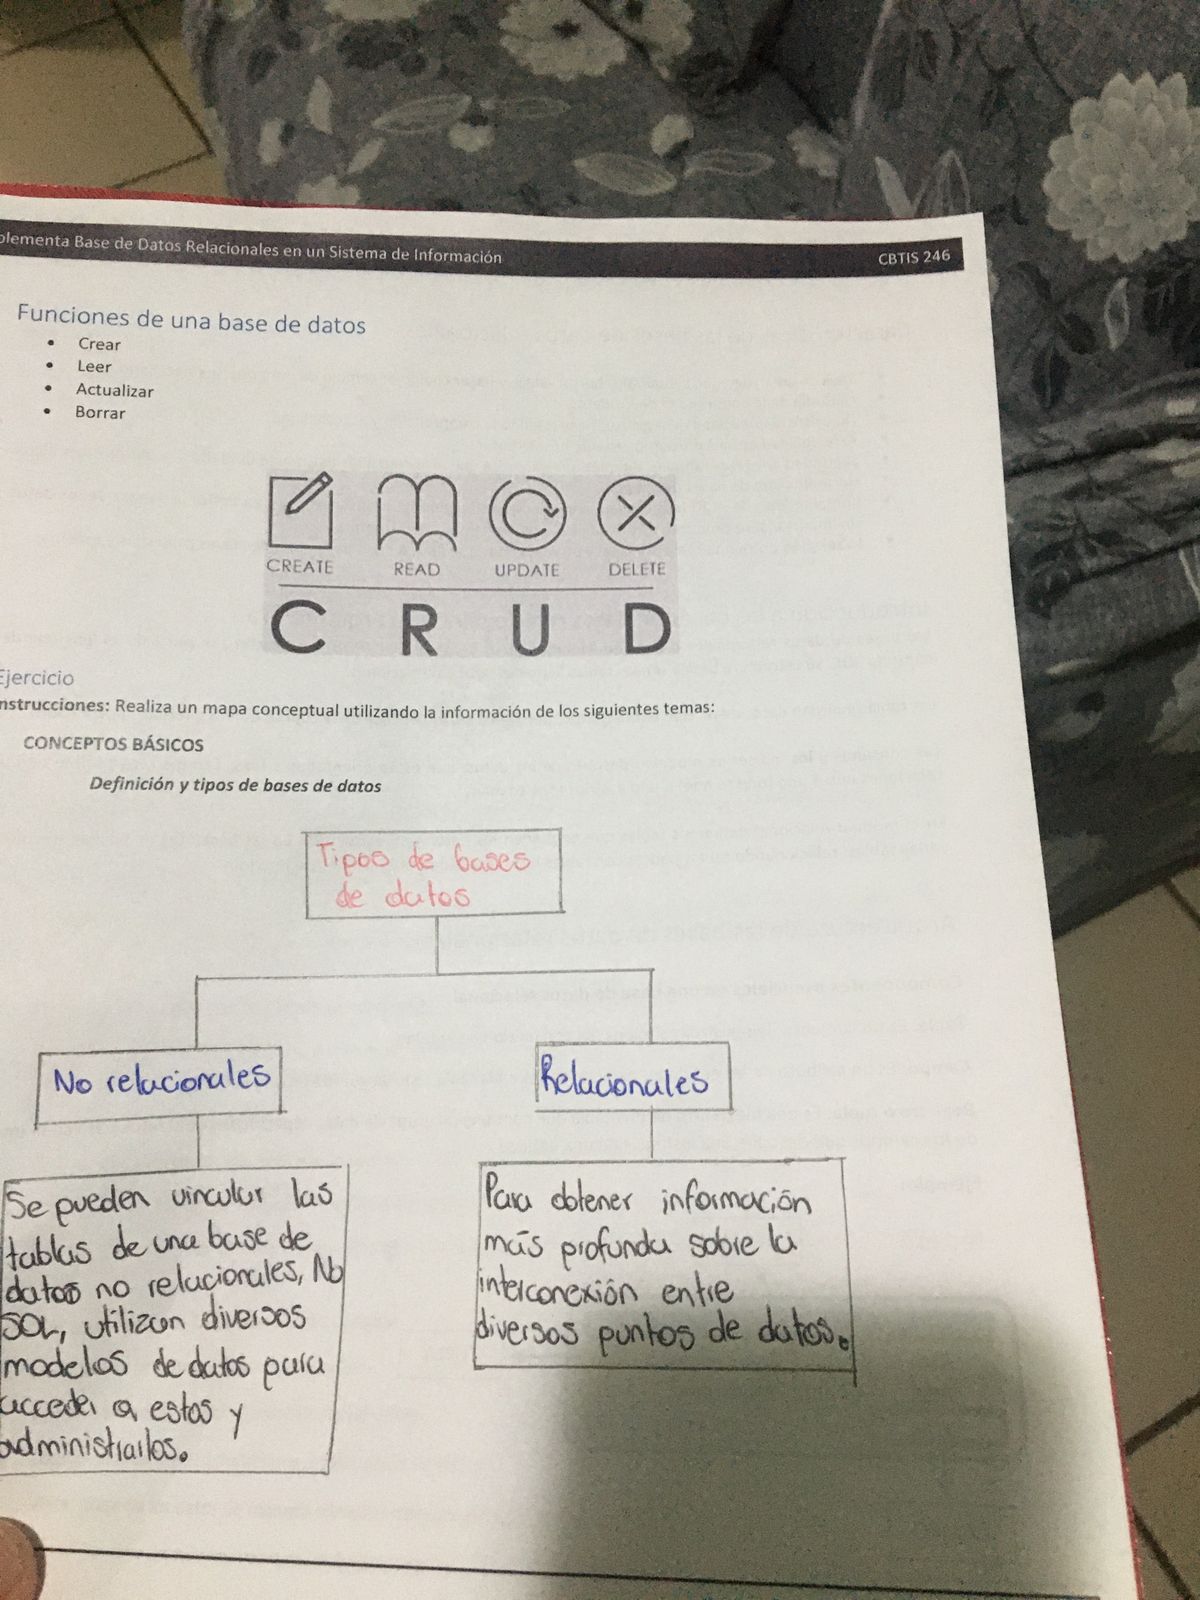 plementa Base de Datos Relacionales en un Sistema de Información
CBTIS 246
Funciones de una base de datos
• Crear
• Leer
• Actualizar
• Borrar
CREATE READ UPDATE DELETE
C R U D
Ejercicio
nstrucciones: Realiza un mapa conceptual utilizando la información de los siguientes temas:
CONCEPTOS BÁSICOS
Definición y tipos de bases de datos
Tipos de bases
de datos
No relacionales
Se pueden vincular las
tablas de una base de
datos no relacionales, No
SQL, utilizan diversos
modelos de datos para
acceder a estos y
administrarlos.
Relacionales
Para obtener información
más profunda sobre la
interconexión entre
diversos puntos de datos.